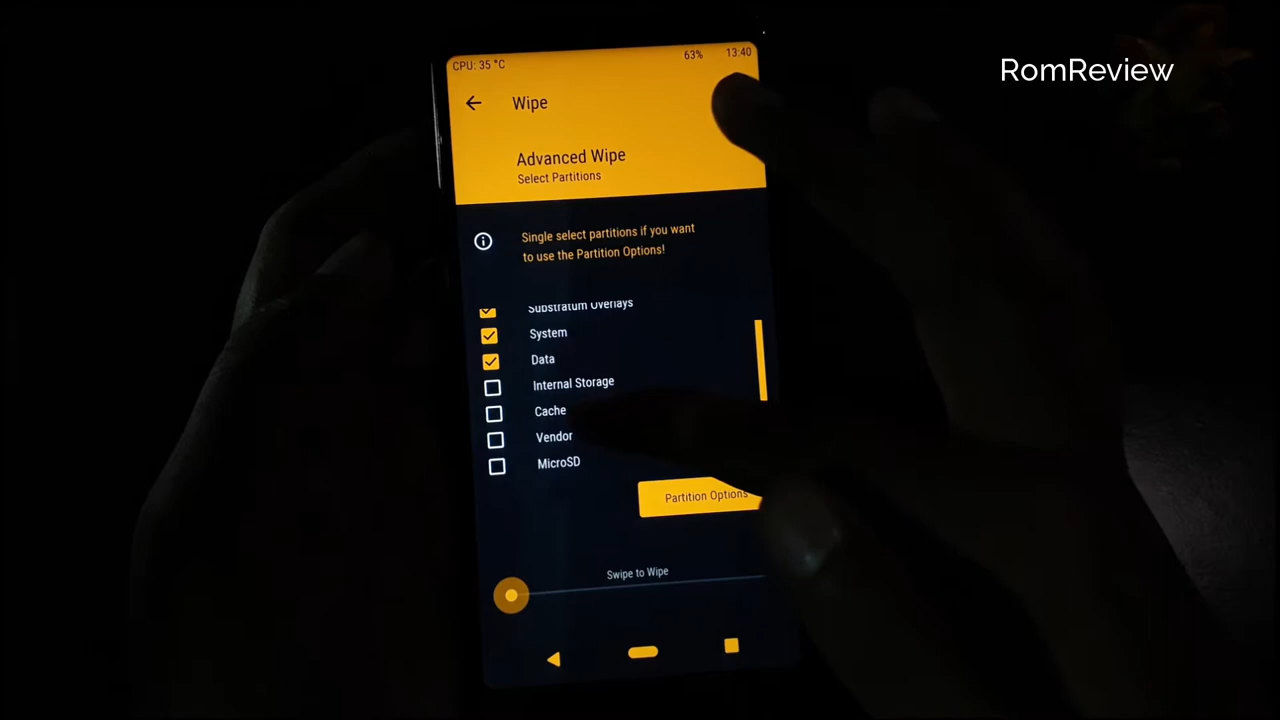 CPU: 35 °C 63% 13:40
RomReview
Wipe
Advanced Wipe
Select Partitions
Single select partitions if you want
to use the Partition Options!
Substratum Overlays
System
Data
Internal Storage
Cache
Vendor
MicroSD
Partition Options
Swipe to Wipe